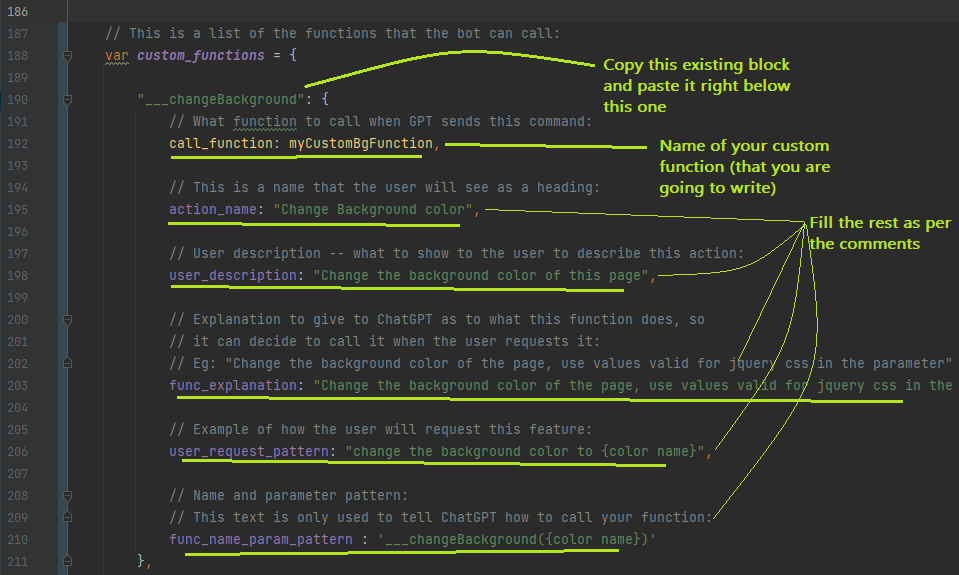 186
187 // This is a list of the functions that the bot can call:
188 var custom_functions = {
Copy this existing block
and paste it right below
this one
189
190 "___changeBackground": {
191 // What function to call when GPT sends this command:
192 call_function: myCustomBgFunction,
Name of your custom
function (that you are
going to write)
193
194 // This is a name that the user will see as a heading:
195 action_name: "Change Background color",
Fill the rest as per
the comments
196
197 // User description -- what to show to the user to describe this action:
198 user_description: "Change the background color of this page",
199
200 // Explanation to give to ChatGPT as to what this function does, so
201 // it can decide to call it when the user requests it:
202 // Eg: "Change the background color of the page, use values valid for jquery css in the parameter"
203 func_explanation: "Change the background color of the page, use values valid for jquery css in the
204
205 // Example of how the user will request this feature:
206 user_request_pattern: "change the background color to {color name}",
207
208 // Name and parameter pattern:
209 // This text is only used to tell ChatGPT how to call your function:
210 func_name_param_pattern : '___changeBackground({color name})'
211 },